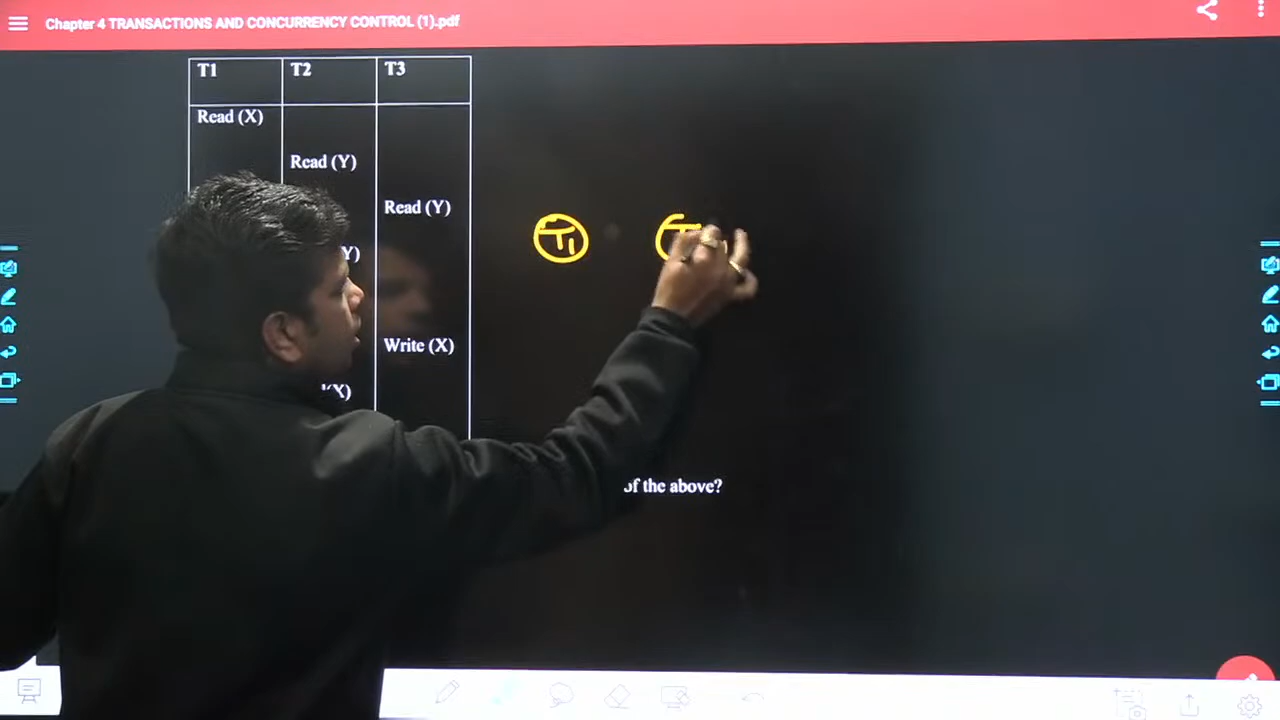 Chapter 4 TRANSACTIONS AND CONCURRENCY CONTROL (1).pdf
T1 T2 T3
Read (X)
Read (Y)
Read (Y)
Y)
Write (X)
(X)
T1
of the above?